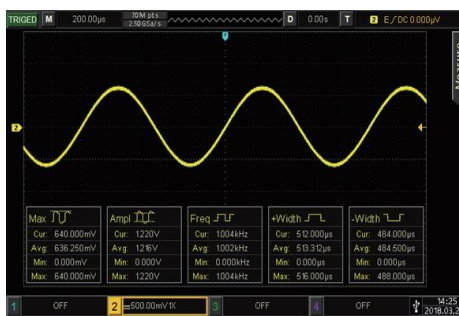 TRIGED M 200.00μs 70M pts D 0.00s T 2 E DC 0.000μV
2.50GSa/s
Measure
2
Max Ampl Freq +Width -Width
Cur: 640.000mV Cur: 1.220V Cur: 1.002kHz Cur: 512.000μs Cur: 484.000μs
Avg: 636.250mV Avg: 1.216V Avg: 1.003kHz Avg: 513.312μs Avg: 484.500μs
Min: 0.000mV Min: 0.000V Min: 0.000kHz Min: 0.000μs Min: 0.000μs
Max: 640.000mV Max: 1.220V Max: 1.004kHz Max: 516.000μs Max: 488.000μs
1 OFF 2 500.00mV 1X 3 OFF 4 OFF 14:25